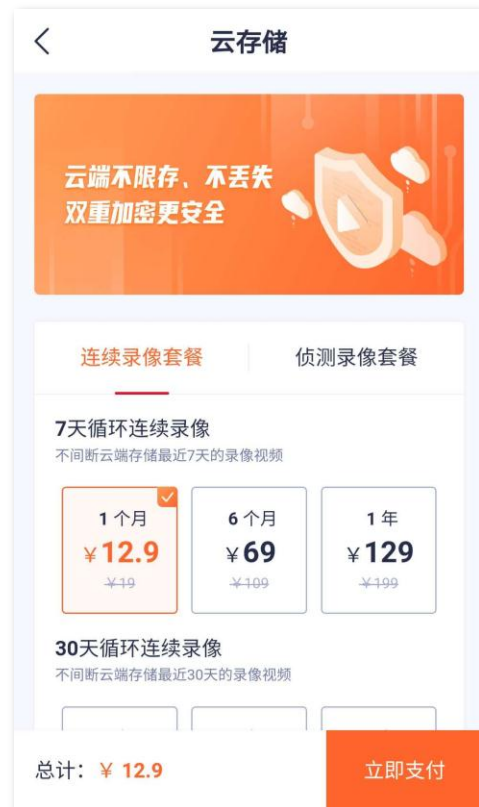 云存储
云端不限存、不丢失
双重加密更安全
连续录像套餐
侦测录像套餐
7天循环连续录像
不间断云端存储最近7天的录像视频
1个月
6个月
1年
¥12.9
¥69
¥129
¥19
¥109
¥199
30天循环连续录像
不间断云端存储最近30天的录像视频
总计：¥ 12.9
立即支付